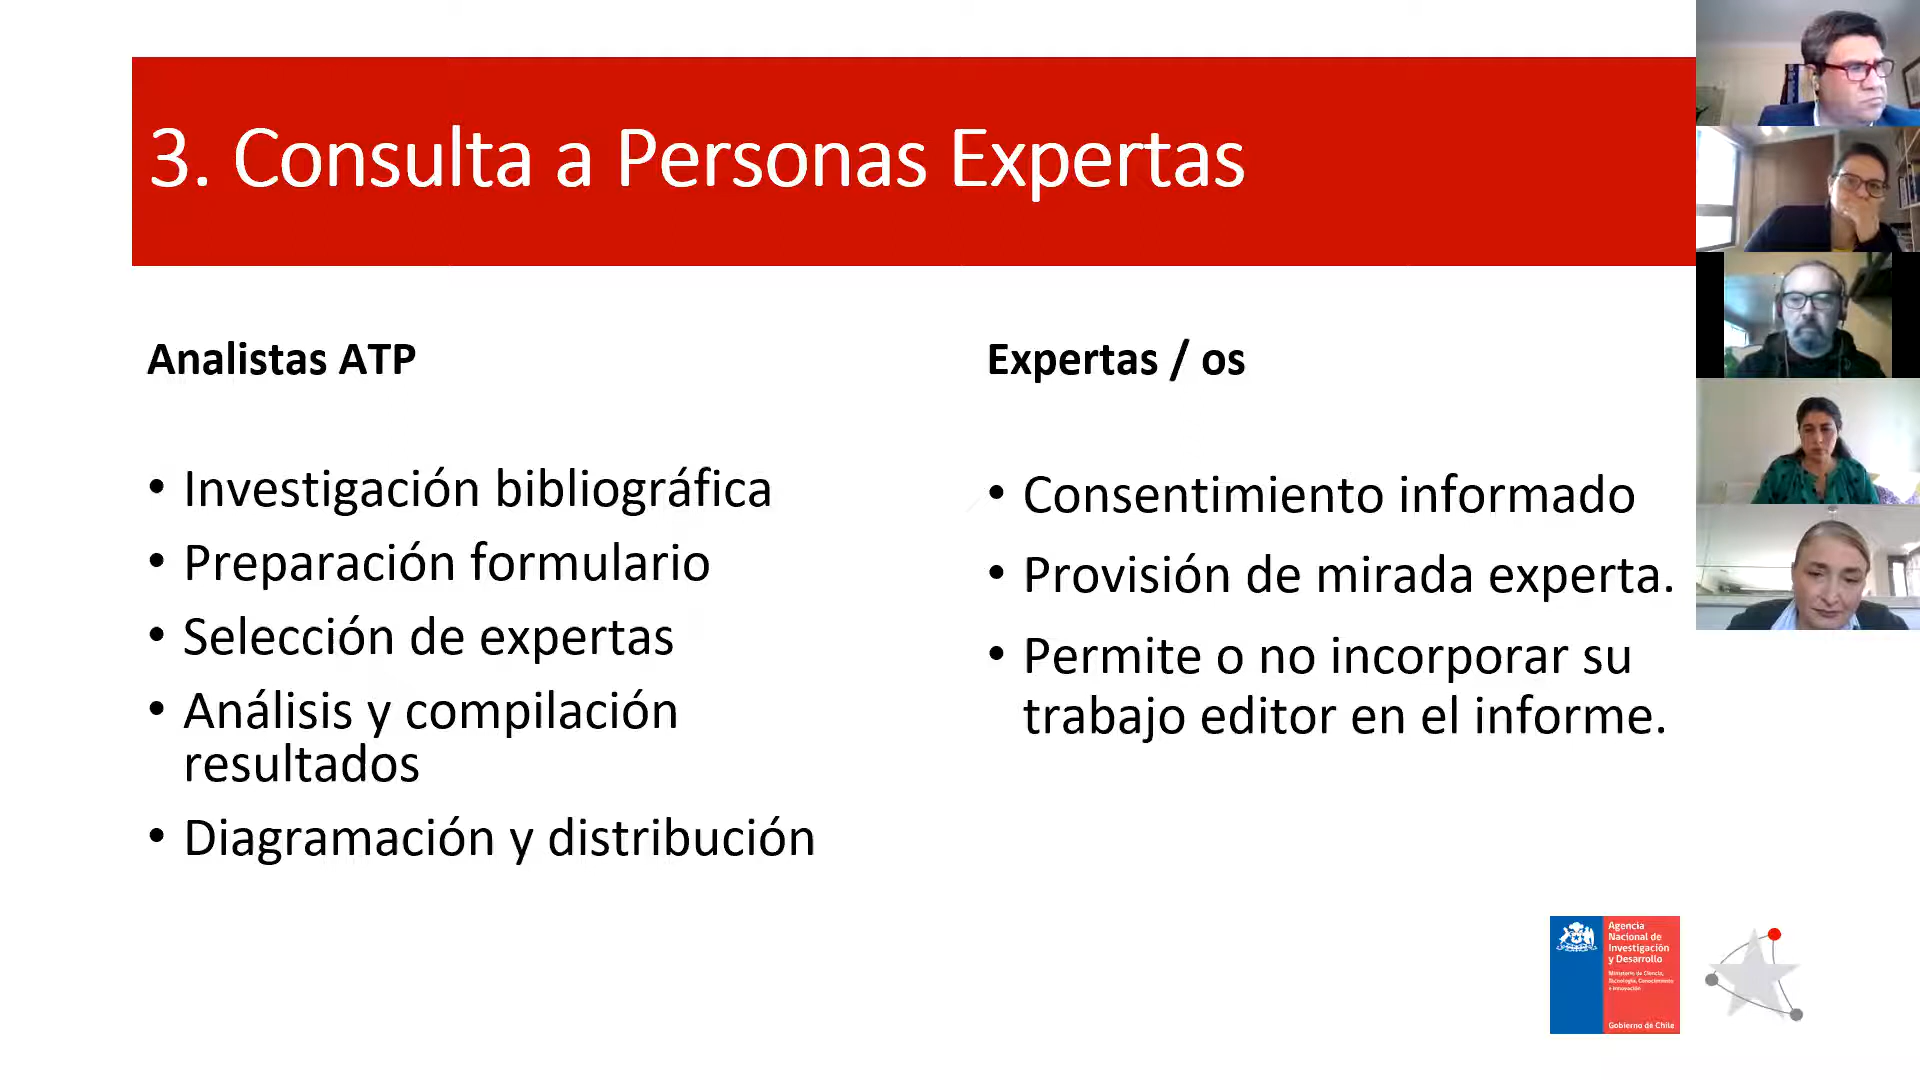 3. Consulta a Personas Expertas
Analistas ATP
• Investigación bibliográfica
• Preparación formulario
• Selección de expertas
• Análisis y compilación
resultados
• Diagramación y distribución
Expertas / os
• Consentimiento informado
• Provisión de mirada experta.
• Permite o no incorporar su
trabajo editor en el informe.
Agencia
Nacional de
Investigación
y Desarrollo
Ministerio de Ciencia,
Tecnología, Conocimiento
e Innovación
Gobierno de Chile